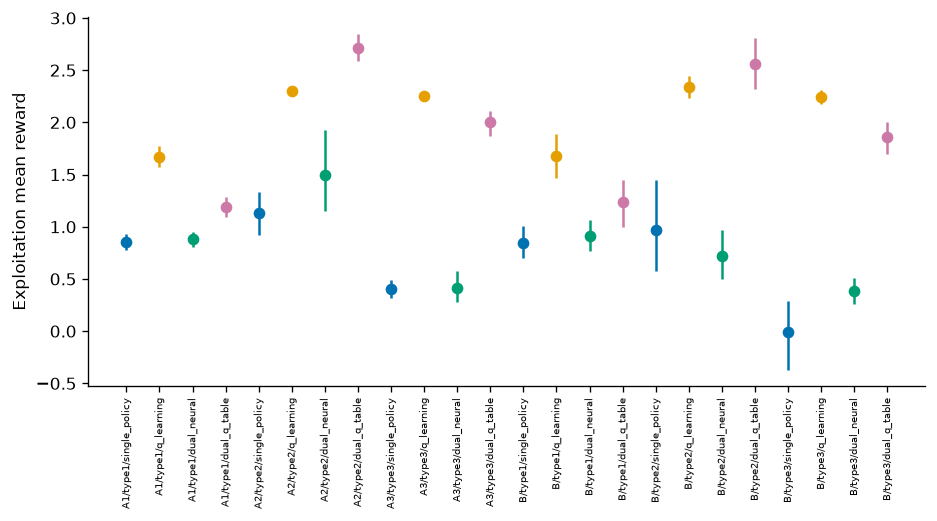 Exploitation mean reward
3.0
2.5
2.0
1.5
1.0
0.5
0.0
−0.5
A1/type1/single_policy
A1/type1/q_learning
A1/type1/dual_neural
A1/type1/dual_q_table
A2/type2/single_policy
A2/type2/q_learning
A2/type2/dual_neural
A2/type2/dual_q_table
A3/type3/single_policy
A3/type3/q_learning
A3/type3/dual_neural
A3/type3/dual_q_table
B/type1/single_policy
B/type1/q_learning
B/type1/dual_neural
B/type1/dual_q_table
B/type2/single_policy
B/type2/q_learning
B/type2/dual_neural
B/type2/dual_q_table
B/type3/single_policy
B/type3/q_learning
B/type3/dual_neural
B/type3/dual_q_table